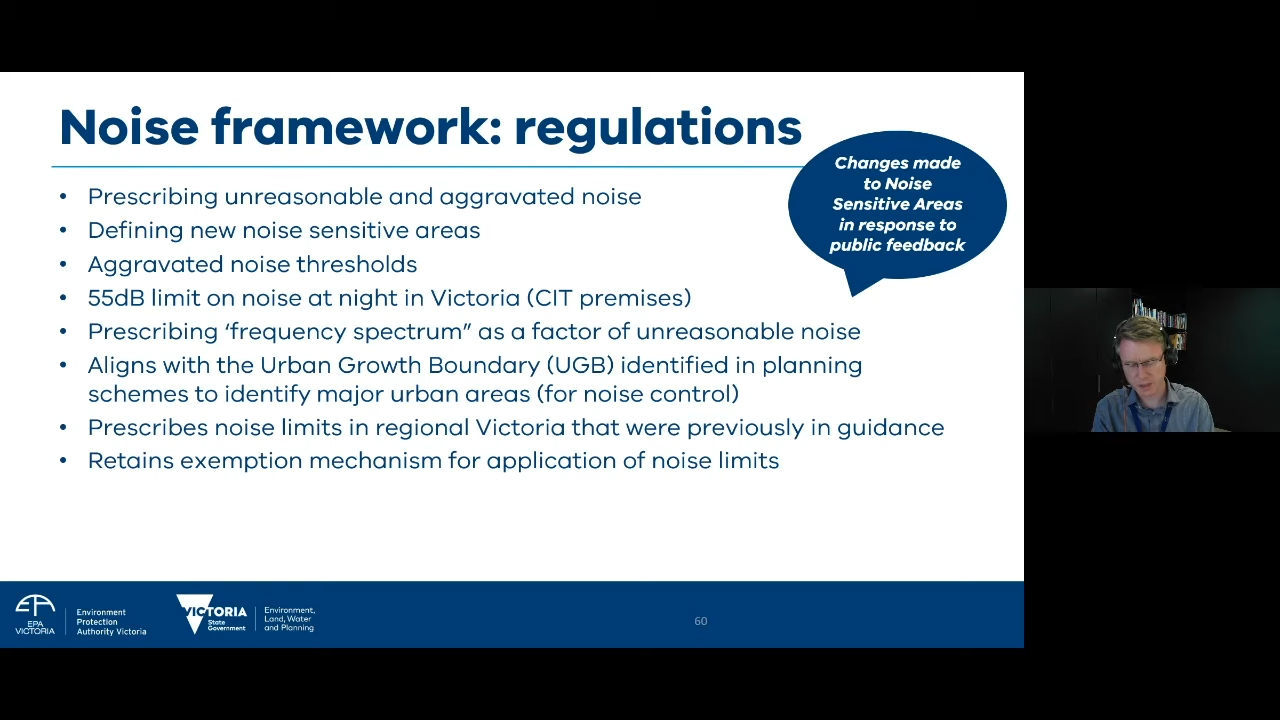 Noise framework: regulations
Changes made
to Noise
Sensitive Areas
in response to
public feedback
• Prescribing unreasonable and aggravated noise
• Defining new noise sensitive areas
• Aggravated noise thresholds
• 55dB limit on noise at night in Victoria (CIT premises)
• Prescribing ‘frequency spectrum” as a factor of unreasonable noise
• Aligns with the Urban Growth Boundary (UGB) identified in planning
schemes to identify major urban areas (for noise control)
• Prescribes noise limits in regional Victoria that were previously in guidance
• Retains exemption mechanism for application of noise limits
EPA
VICTORIA
Environment
Protection
Authority Victoria
VICTORIA
State
Government
Environment,
Land, Water
and Planning
60